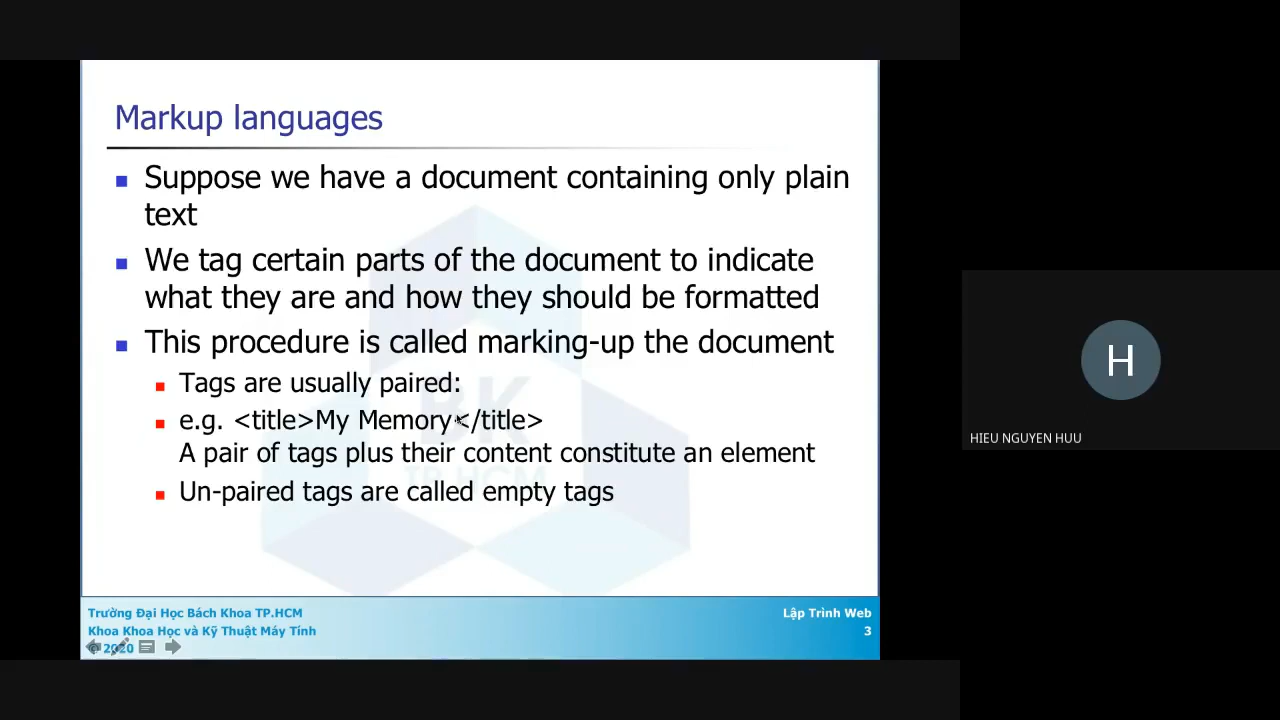 Markup languages
Suppose we have a document containing only plain
text
We tag certain parts of the document to indicate
what they are and how they should be formatted
This procedure is called marking-up the document
Tags are usually paired:
e.g. <title>My Memory</title>
A pair of tags plus their content constitute an element
Un-paired tags are called empty tags
BK
TP.HCM
Trường Đại Học Bách Khoa TP.HCM
Khoa Khoa Học và Kỹ Thuật Máy Tính
© 2020
Lập Trình Web
3
H
HIEU NGUYEN HUU